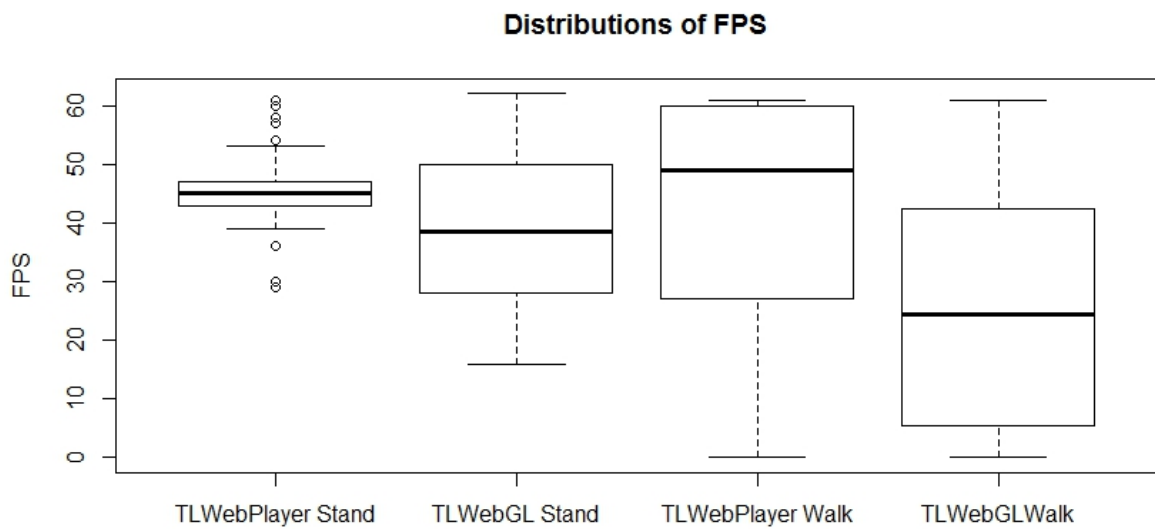 Distributions of FPS
FPS
60
50
40
30
20
10
0
TLWebPlayer Stand
TLWebGL Stand
TLWebPlayer Walk
TLWebGLWalk